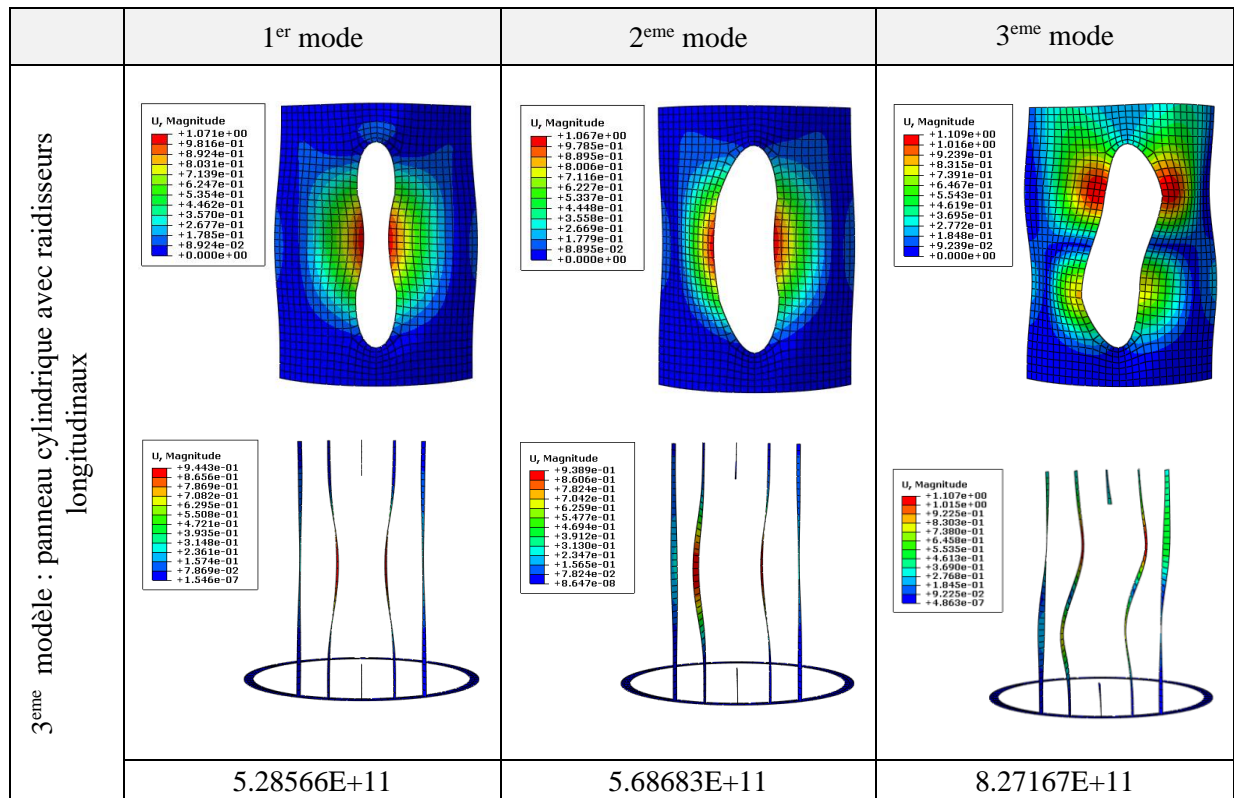 1er mode
2eme mode
3eme mode
3eme modèle : panneau cylindrique avec raidisseurs
longitudinaux
U, Magnitude
+1.071e+00
+9.816e-01
+8.924e-01
+8.031e-01
+7.139e-01
+6.247e-01
+5.354e-01
+4.462e-01
+3.570e-01
+2.677e-01
+1.785e-01
+8.924e-02
+0.000e+00
U, Magnitude
+1.067e+00
+9.785e-01
+8.895e-01
+8.006e-01
+7.116e-01
+6.227e-01
+5.337e-01
+4.448e-01
+3.558e-01
+2.669e-01
+1.779e-01
+8.895e-02
+0.000e+00
U, Magnitude
+1.109e+00
+1.016e+00
+9.239e-01
+8.315e-01
+7.391e-01
+6.467e-01
+5.543e-01
+4.619e-01
+3.695e-01
+2.772e-01
+1.848e-01
+9.239e-02
+0.000e+00
U, Magnitude
+9.443e-01
+8.656e-01
+7.869e-01
+7.082e-01
+6.295e-01
+5.508e-01
+4.721e-01
+3.935e-01
+3.148e-01
+2.361e-01
+1.574e-01
+7.869e-02
+1.546e-07
U, Magnitude
+9.389e-01
+8.606e-01
+7.824e-01
+7.042e-01
+6.259e-01
+5.477e-01
+4.694e-01
+3.912e-01
+3.130e-01
+2.347e-01
+1.565e-01
+7.824e-02
+8.647e-08
U, Magnitude
+1.107e+00
+1.015e+00
+9.225e-01
+8.303e-01
+7.380e-01
+6.458e-01
+5.535e-01
+4.613e-01
+3.690e-01
+2.768e-01
+1.845e-01
+9.225e-02
+4.863e-07
5.28566E+11
5.68683E+11
8.27167E+11